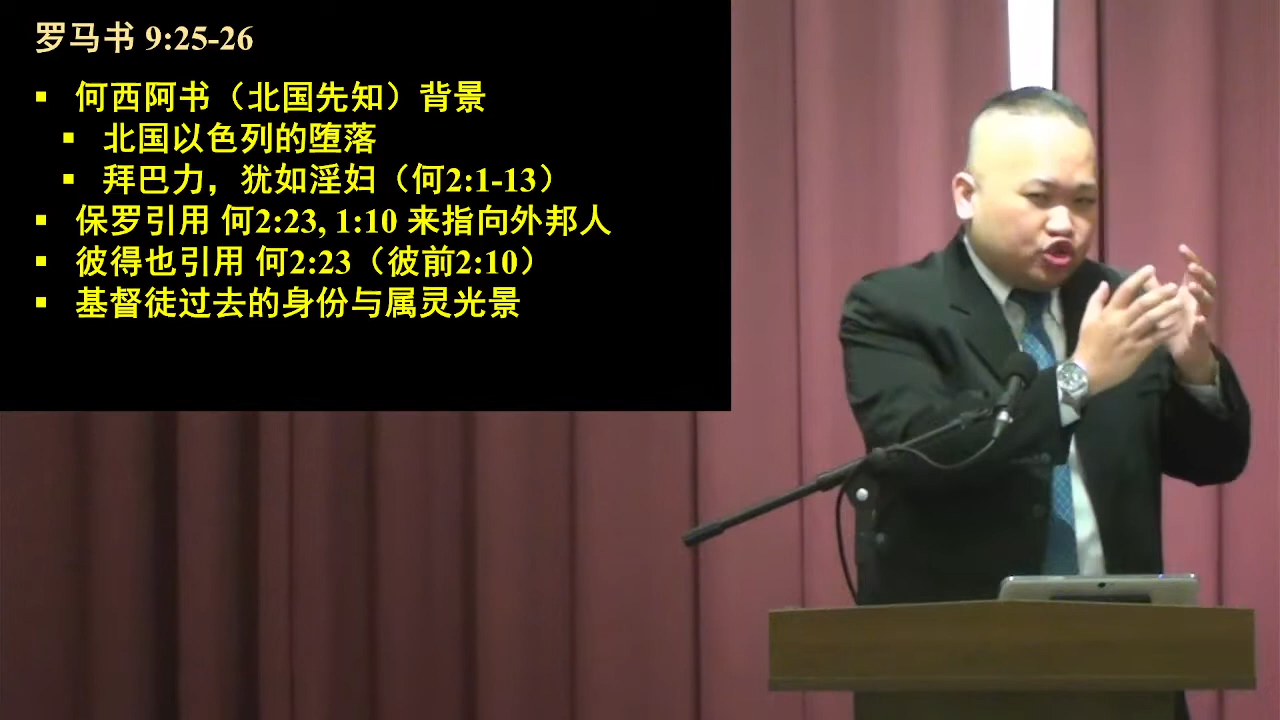 罗马书 9:25-26
▪ 何西阿书（北国先知）背景
▪ 北国以色列的堕落
▪ 拜巴力，犹如淫妇（何2:1-13）
▪ 保罗引用 何2:23, 1:10 来指向外邦人
▪ 彼得也引用 何2:23（彼前2:10）
▪ 基督徒过去的身份与属灵光景